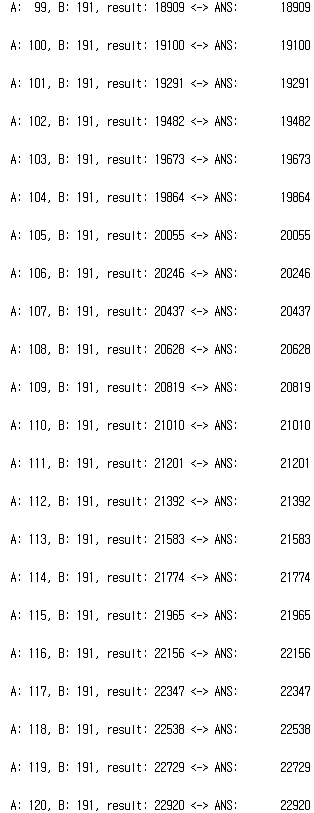 A:  99, B: 191, result: 18909 <-> ANS:       18909
A: 100, B: 191, result: 19100 <-> ANS:       19100
A: 101, B: 191, result: 19291 <-> ANS:       19291
A: 102, B: 191, result: 19482 <-> ANS:       19482
A: 103, B: 191, result: 19673 <-> ANS:       19673
A: 104, B: 191, result: 19864 <-> ANS:       19864
A: 105, B: 191, result: 20055 <-> ANS:       20055
A: 106, B: 191, result: 20246 <-> ANS:       20246
A: 107, B: 191, result: 20437 <-> ANS:       20437
A: 108, B: 191, result: 20628 <-> ANS:       20628
A: 109, B: 191, result: 20819 <-> ANS:       20819
A: 110, B: 191, result: 21010 <-> ANS:       21010
A: 111, B: 191, result: 21201 <-> ANS:       21201
A: 112, B: 191, result: 21392 <-> ANS:       21392
A: 113, B: 191, result: 21583 <-> ANS:       21583
A: 114, B: 191, result: 21774 <-> ANS:       21774
A: 115, B: 191, result: 21965 <-> ANS:       21965
A: 116, B: 191, result: 22156 <-> ANS:       22156
A: 117, B: 191, result: 22347 <-> ANS:       22347
A: 118, B: 191, result: 22538 <-> ANS:       22538
A: 119, B: 191, result: 22729 <-> ANS:       22729
A: 120, B: 191, result: 22920 <-> ANS:       22920